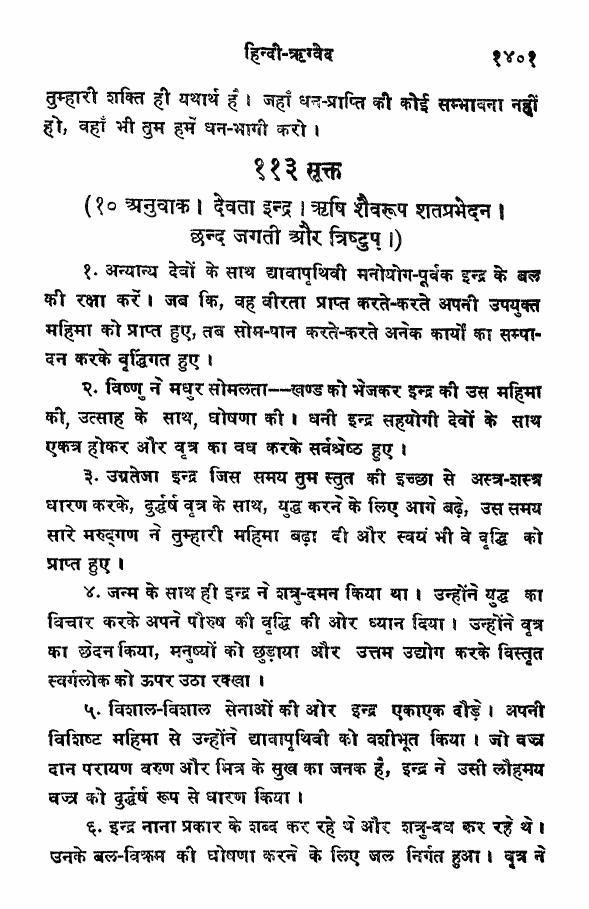 हिन्दी-ऋग्वेद १४०१
तुम्हारी शक्ति ही यथार्थ है। जहाँ धन-प्राप्ति की कोई सम्भावना नहीं
हो, वहाँ भी तुम हमें धन-भागी करो।
११३ सूक्त
(१० अनुवाक। देवता इन्द्र। ऋषि शैवरूप शतप्रभेदन।
छन्द जगती और त्रिष्टुप्।)
१. अन्यान्य देवों के साथ द्यावापृथिवी मनोयोग-पूर्वक इन्द्र के बल
की रक्षा करें। जब कि, वह वीरता प्राप्त करते-करते अपनी उपयुक्त
महिमा को प्राप्त हुए, तब सोम-पान करते-करते अनेक कार्यों का सम्पा-
दन करके वृद्धिंगत हुए।
२. विष्णु ने मधुर सोमलता—खण्ड को भेजकर इन्द्र की उस महिमा
की, उत्साह के साथ, घोषणा की। धनी इन्द्र सहयोगी देवों के साथ
एकत्र होकर और वृत्र का वध करके सर्वश्रेष्ठ हुए।
३. उग्रतेजा इन्द्र जिस समय तुम स्तुत की इच्छा से अस्त्र-शस्त्र
धारण करके, दुर्द्धर्ष वृत्र के साथ, युद्ध करने के लिए आगे बढ़े, उस समय
सारे मरुद्गण ने तुम्हारी महिमा बढ़ा दी और स्वयं भी वे वृद्धि को
प्राप्त हुए।
४. जन्म के साथ ही इन्द्र ने शत्रु-दमन किया था। उन्होंने युद्ध का
विचार करके अपने पौरुष की वृद्धि की ओर ध्यान दिया। उन्होंने वृत्र
का छेदन किया, मनुष्यों को छुड़ाया और उत्तम उद्योग करके विस्तृत
स्वर्गलोक को ऊपर उठा रक्खा।
५. विशाल-विशाल सेनाओं की ओर इन्द्र एकाएक दौड़े। अपनी
विशिष्ट महिमा से उन्होंने द्यावापृथिवी को वशीभूत किया। जो वज्र
दान परायण वरुण और मित्र के सुख का जनक है, इन्द्र ने उसी लौहमय
वज्र को दुर्द्धर्ष रूप से धारण किया।
६. इन्द्र नाना प्रकार के शब्द कर रहे थे और शत्रु-वध कर रहे थे।
उनके बल-विक्रम की घोषणा करने के लिए जल निर्गत हुआ। वृत्र ने